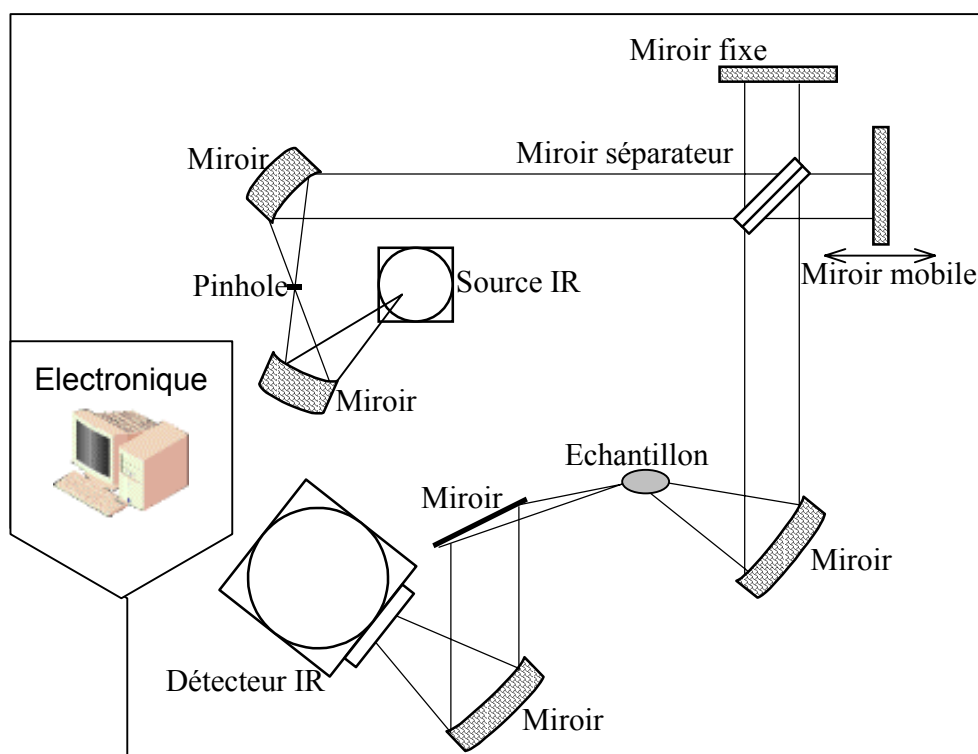 Miroir fixe
Miroir
Miroir séparateur
Pinhole
Source IR
Miroir mobile
Electronique
Miroir
Echantillon
Miroir
Miroir
Détecteur IR
Miroir